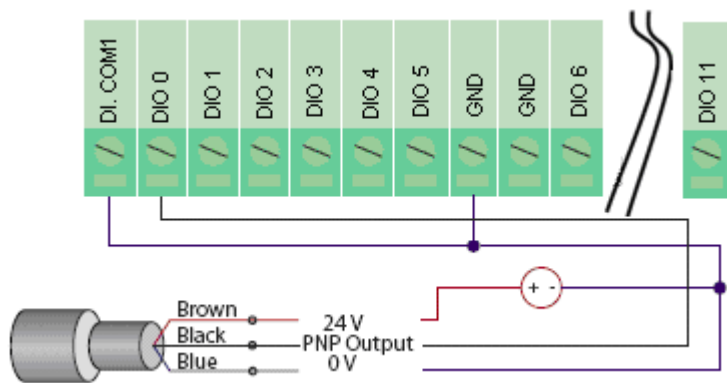 DI. COM1
DIO 0
DIO 1
DIO 2
DIO 3
DIO 4
DIO 5
GND
GND
DIO 6
DIO 11
+ -
Brown
24 V
Black
PNP Output
Blue
0 V